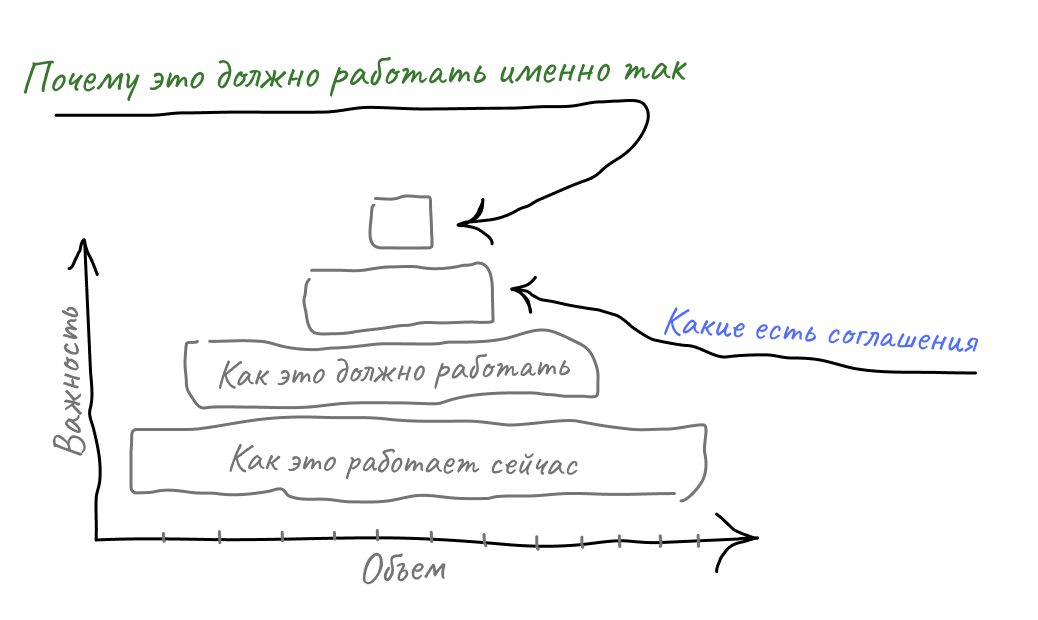 Почему это должно работать именно так
Какие есть соглашения
Как это должно работать
Как это работает сейчас
Важность
Объем